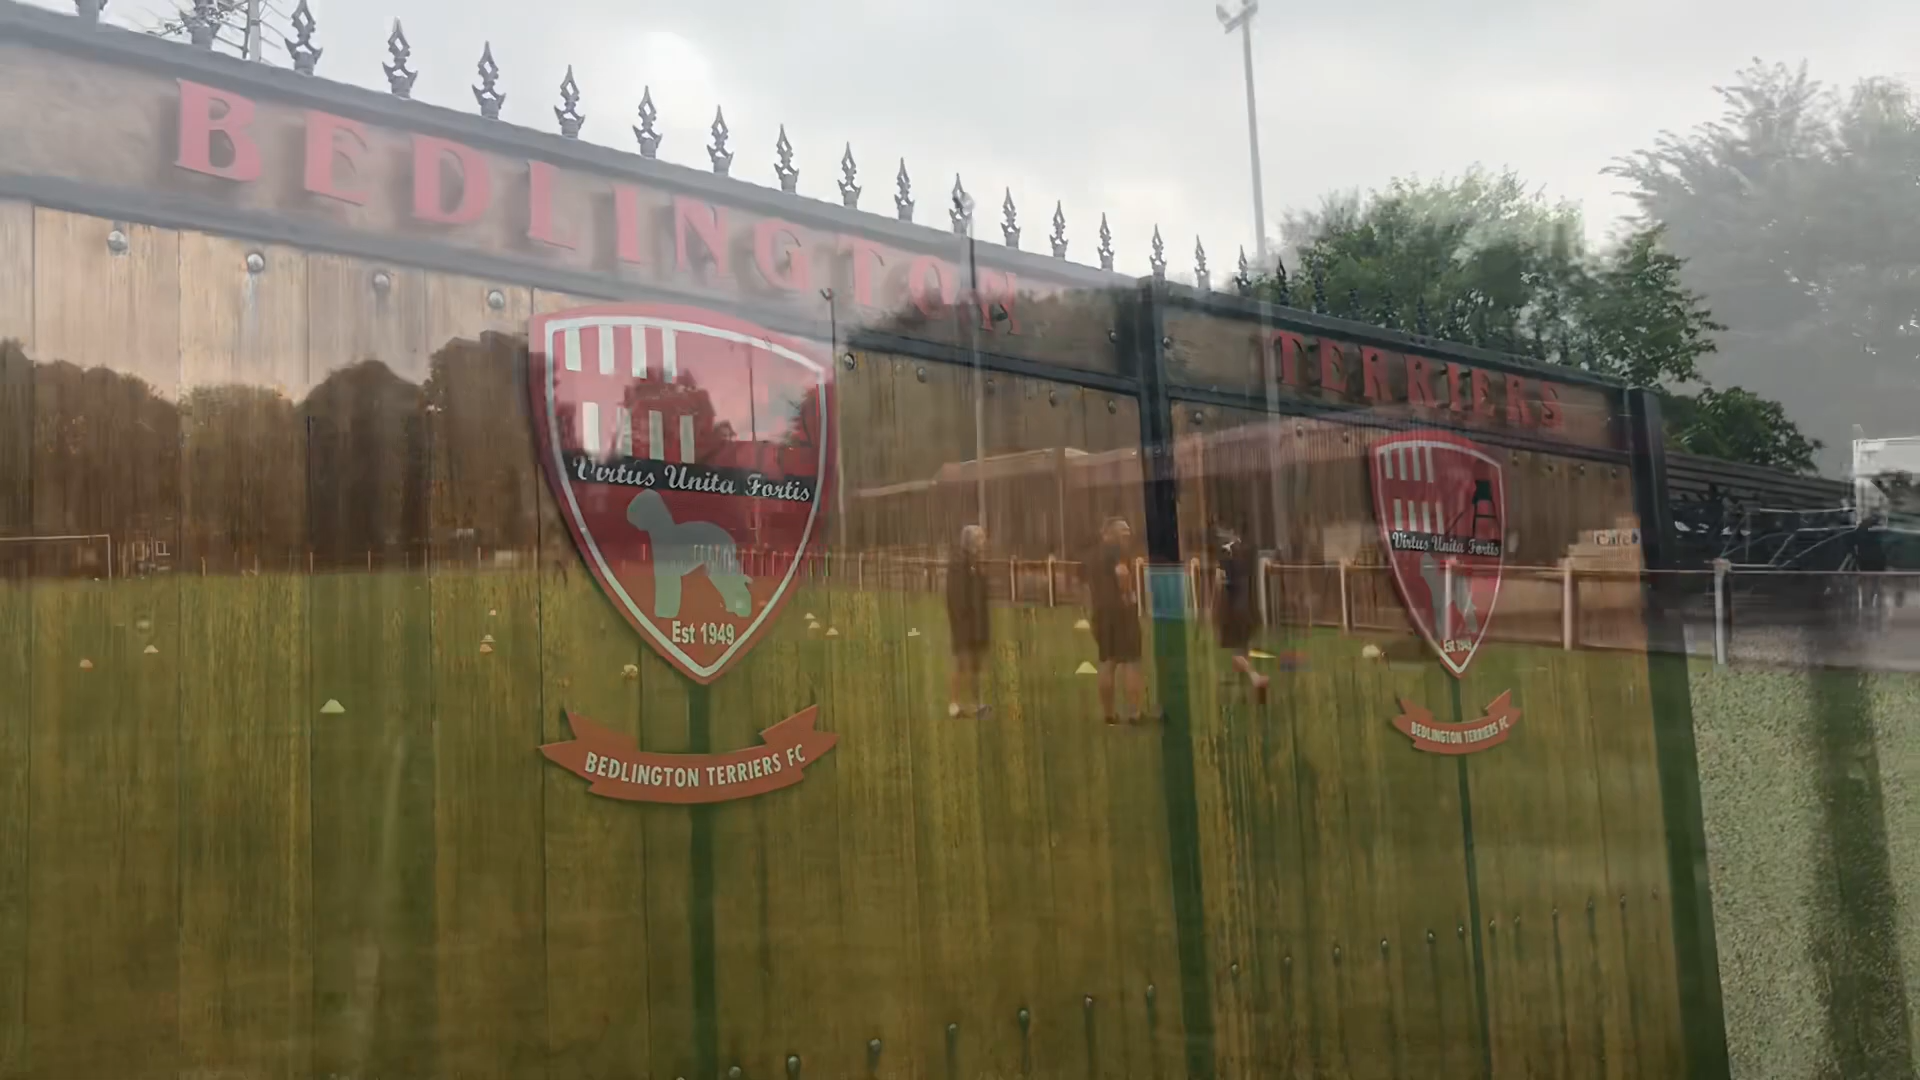 BEDLINGTON
TERRIERS
Virtus Unita Fortis
Est 1949
BEDLINGTON TERRIERS FC
Virtus Unita Fortis
Est 1949
BEDLINGTON TERRIERS FC
Cafe